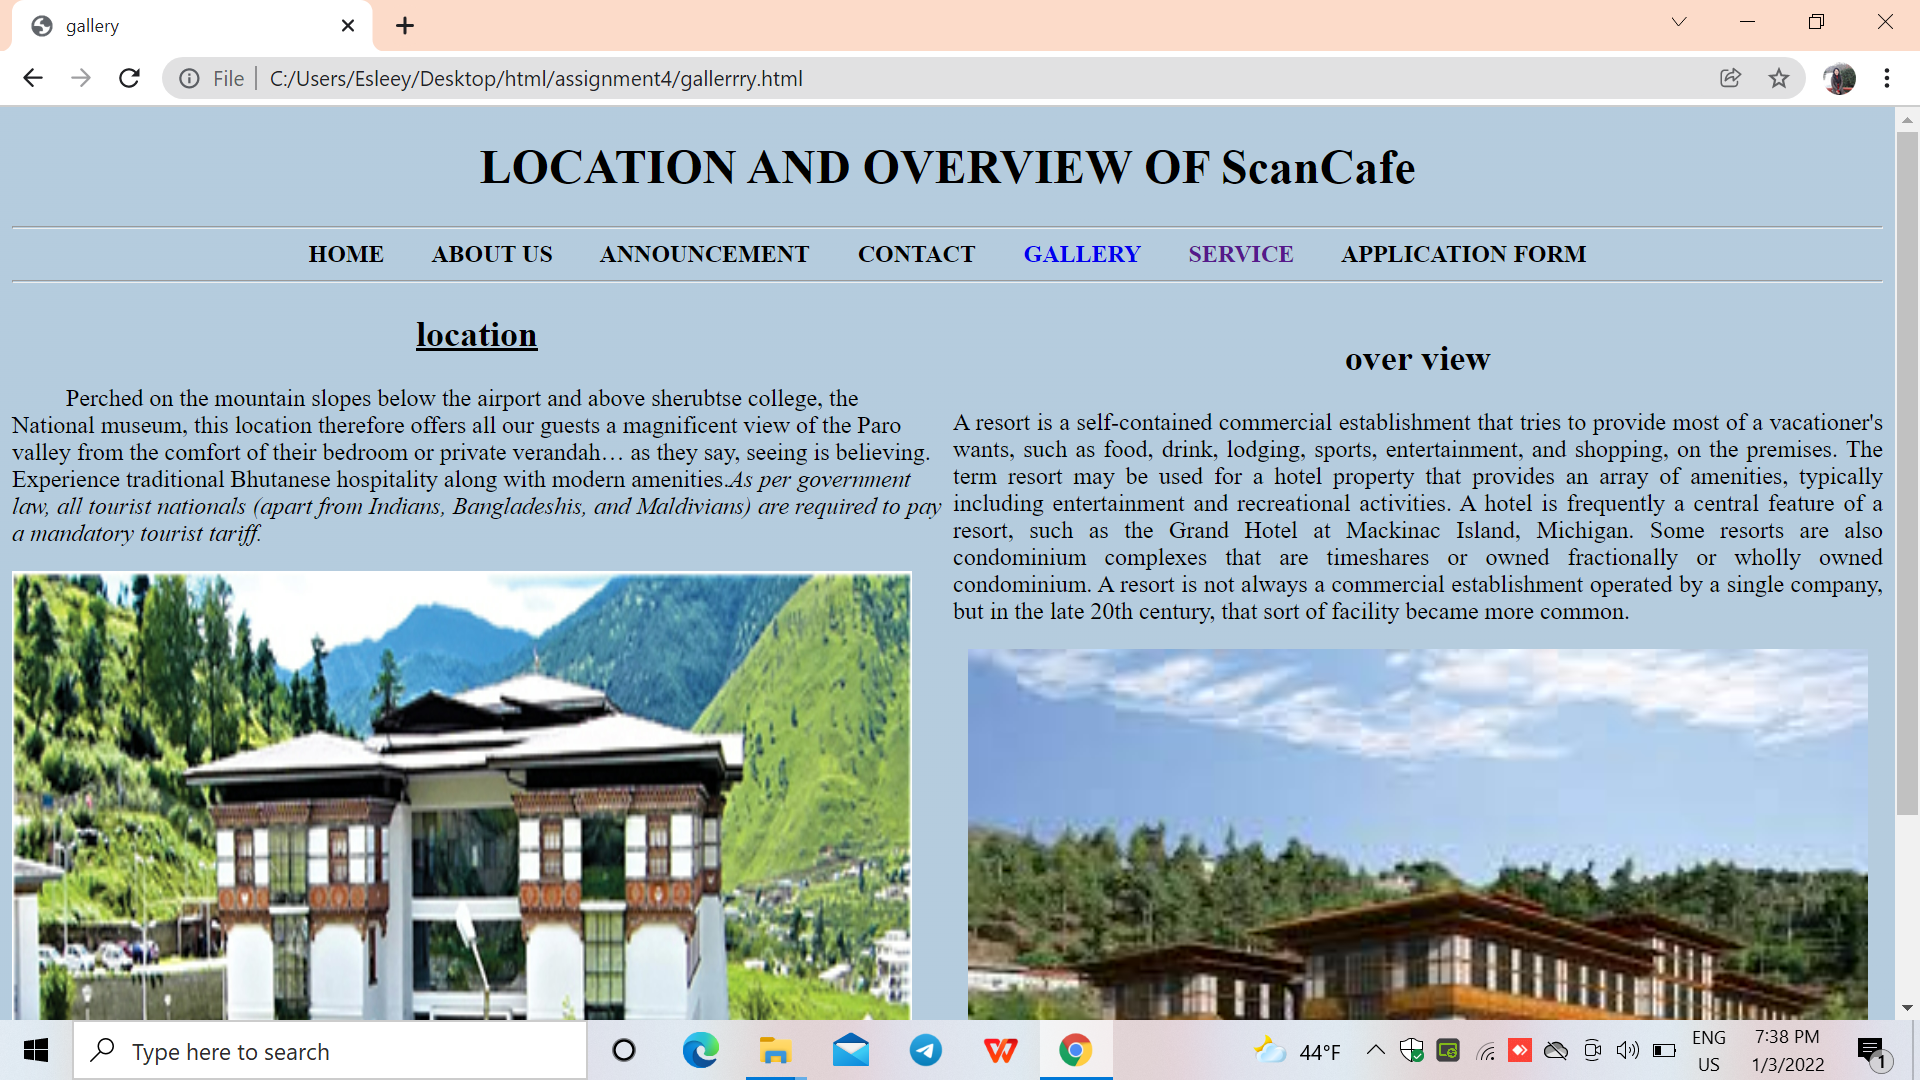 gallery
File
C:/Users/Esleey/Desktop/html/assignment4/gallerrry.html
LOCATION AND OVERVIEW OF ScanCafe
HOME ABOUT US ANNOUNCEMENT CONTACT GALLERY SERVICE APPLICATION FORM
location
Perched on the mountain slopes below the airport and above sherubtse college, the
National museum, this location therefore offers all our guests a magnificent view of the Paro
valley from the comfort of their bedroom or private verandah… as they say, seeing is believing.
Experience traditional Bhutanese hospitality along with modern amenities.As per government
law, all tourist nationals (apart from Indians, Bangladeshis, and Maldivians) are required to pay
a mandatory tourist tariff.
over view
A resort is a self-contained commercial establishment that tries to provide most of a vacationer's
wants, such as food, drink, lodging, sports, entertainment, and shopping, on the premises. The
term resort may be used for a hotel property that provides an array of amenities, typically
including entertainment and recreational activities. A hotel is frequently a central feature of a
resort, such as the Grand Hotel at Mackinac Island, Michigan. Some resorts are also
condominium complexes that are timeshares or owned fractionally or wholly owned
condominium. A resort is not always a commercial establishment operated by a single company,
but in the late 20th century, that sort of facility became more common.
Type here to search
44°F
ENG
US
7:38 PM
1/3/2022
1